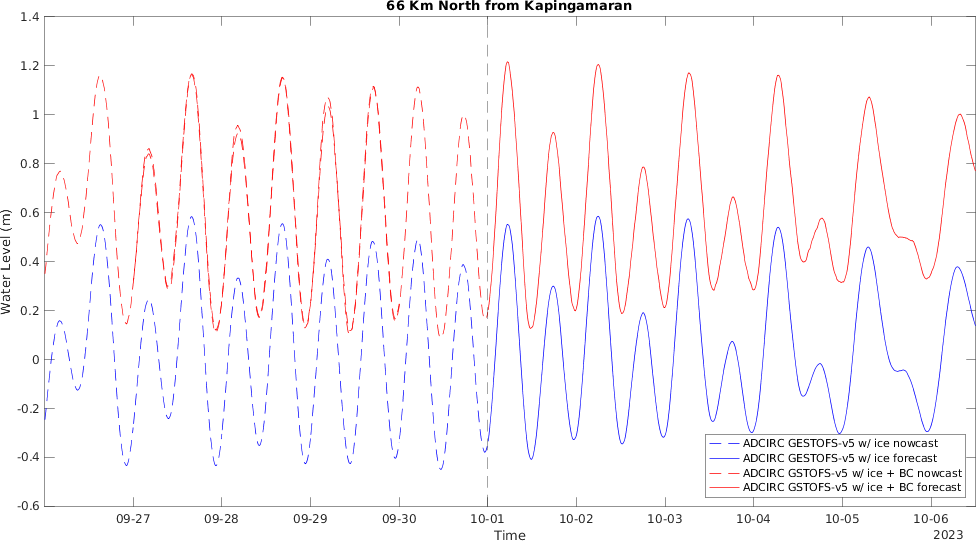 66 Km North from Kapingamaran
1.4
1.2
1
0.8
0.6
0.4
0.2
0
-0.2
-0.4
-0.6
Water Level (m)
ADCIRC GESTOFS-v5 w/ ice nowcast
ADCIRC GESTOFS-v5 w/ ice forecast
ADCIRC GSTOFS-v5 w/ ice + BC nowcast
ADCIRC GSTOFS-v5 w/ ice + BC forecast
09-27 09-28 09-29 09-30 10-01 10-02 10-03 10-04 10-05 10-06
Time
2023